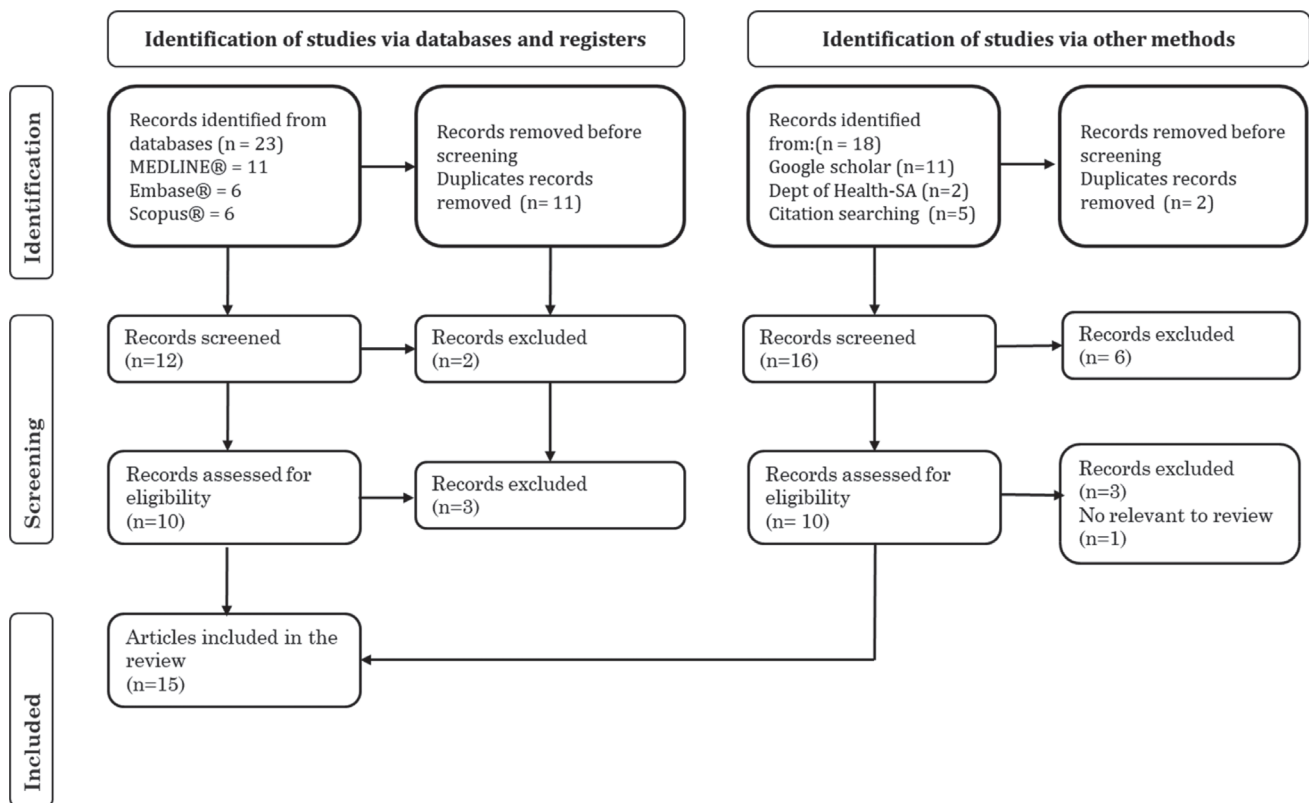 Identification of studies via databases and registers
Identification of studies via other methods
Identification
Records identified from
databases (n = 23)
MEDLINE® = 11
Embase® = 6
Scopus® = 6
Records removed before
screening
Duplicates records
removed  (n= 11)
Records identified
from:(n = 18)
Google scholar (n=11)
Dept of Health-SA (n=2)
Citation searching  (n=5)
Records removed before
screening
Duplicates records
removed  (n= 2)
Screening
Records screened
(n=12)
Records excluded
(n=2)
Records screened
(n=16)
Records excluded
(n= 6)
Records assessed for
eligibility
(n=10)
Records excluded
(n=3)
Records assessed for
eligibility
(n= 10)
Records excluded
(n=3)
No relevant to review
(n=1)
Included
Articles included in the
review
(n=15)